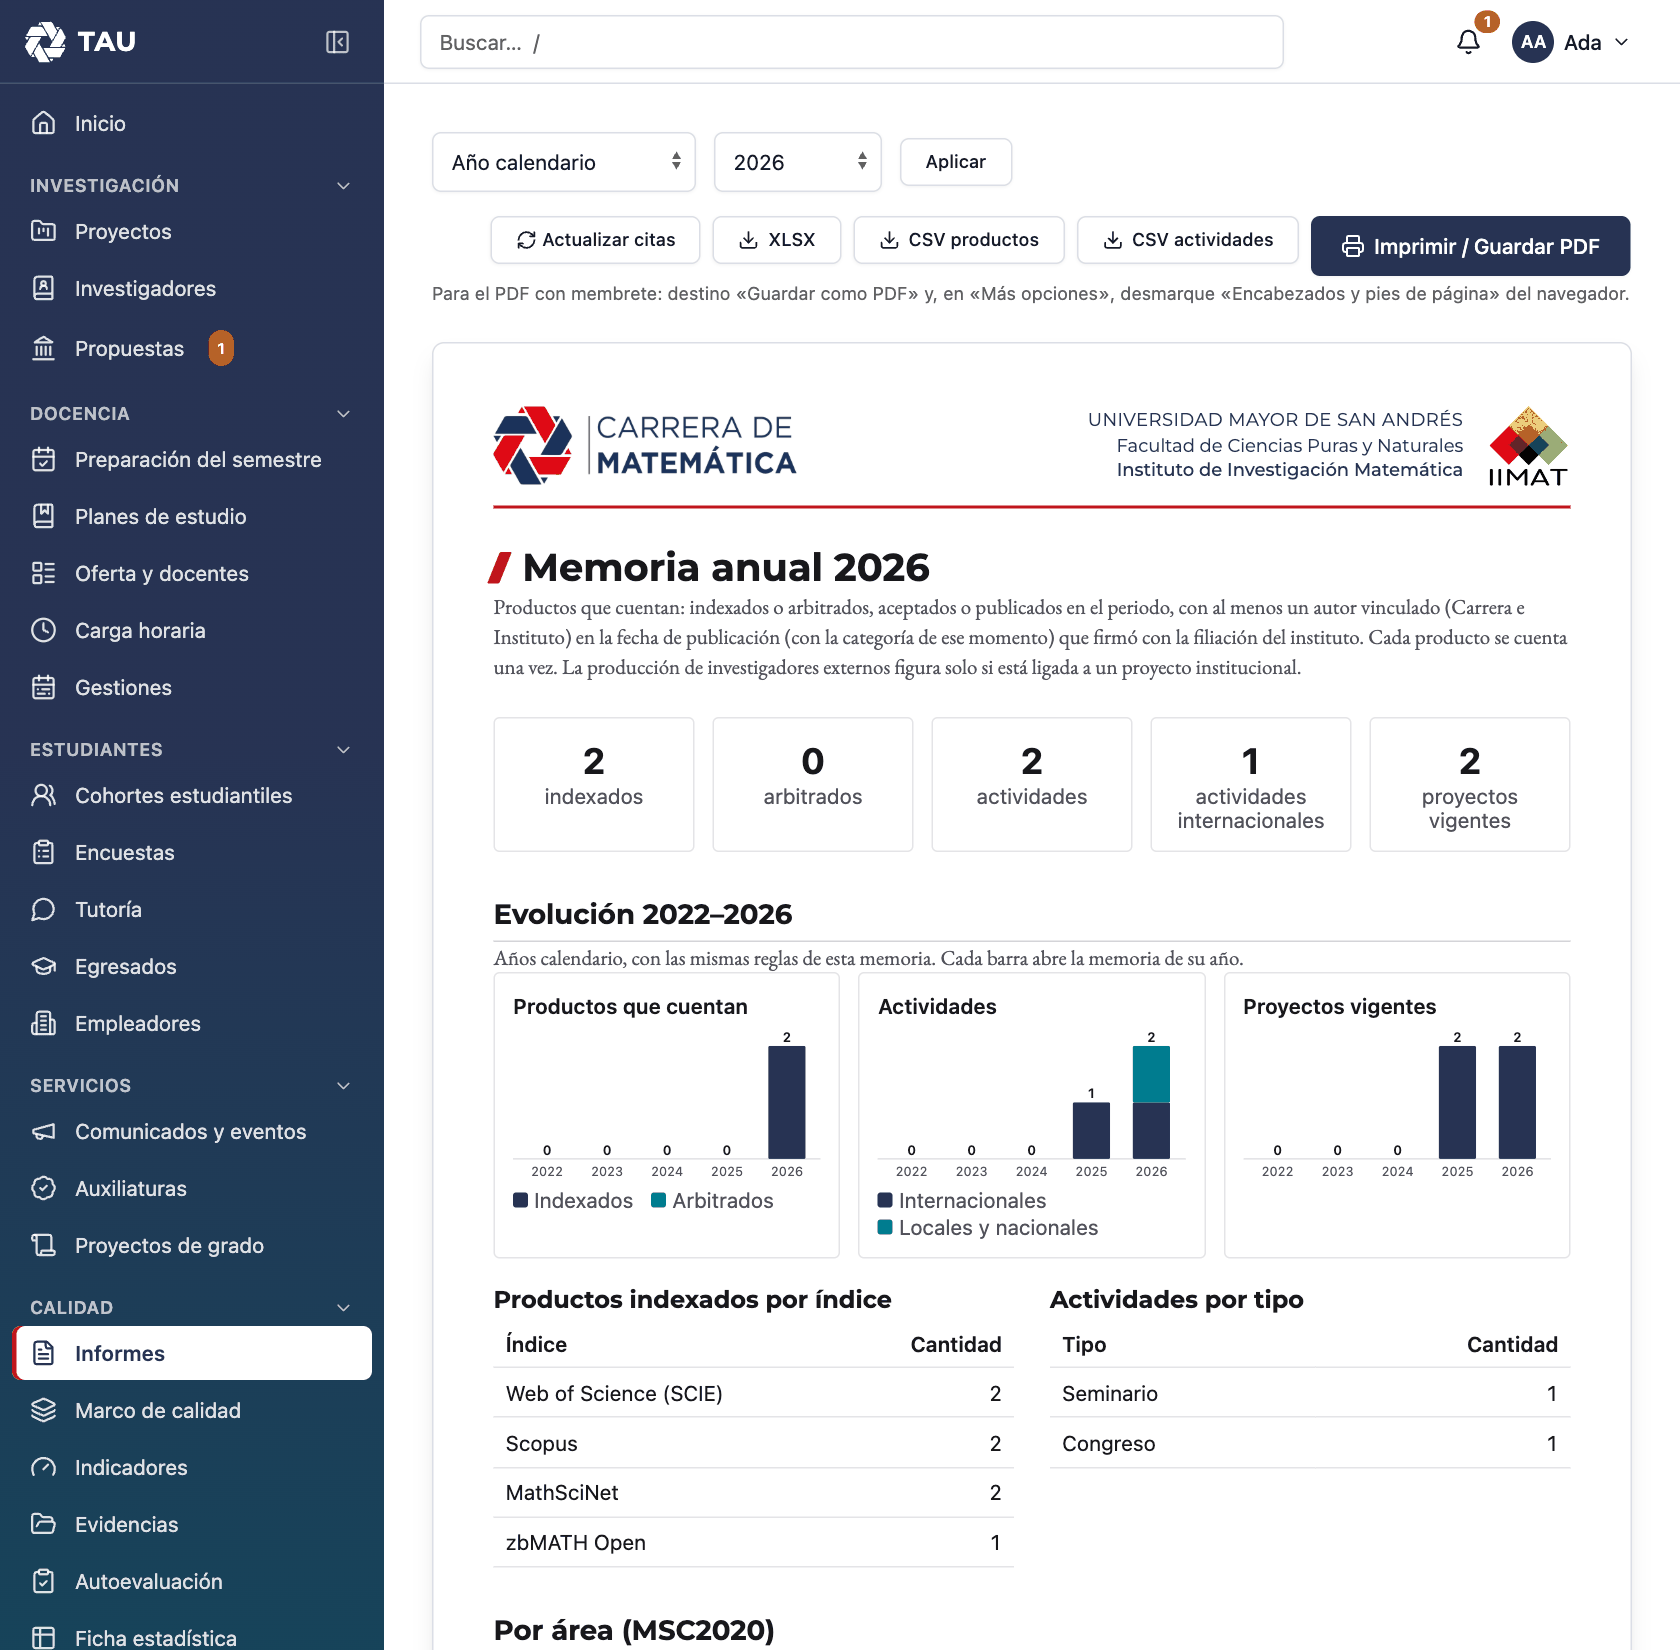 TAU
Buscar... /
1
AA
Ada
Inicio
INVESTIGACIÓN
Proyectos
Investigadores
Propuestas 1
DOCENCIA
Preparación del semestre
Planes de estudio
Oferta y docentes
Carga horaria
Gestiones
ESTUDIANTES
Cohortes estudiantiles
Encuestas
Tutoría
Egresados
Empleadores
SERVICIOS
Comunicados y eventos
Auxiliaturas
Proyectos de grado
CALIDAD
Informes
Marco de calidad
Indicadores
Evidencias
Autoevaluación
Ficha estadística
Año calendario
2026
Aplicar
Actualizar citas
XLSX
CSV productos
CSV actividades
Imprimir / Guardar PDF
Para el PDF con membrete: destino «Guardar como PDF» y, en «Más opciones», desmarque «Encabezados y pies de página» del navegador.
CARRERA DE
MATEMÁTICA
UNIVERSIDAD MAYOR DE SAN ANDRÉS
Facultad de Ciencias Puras y Naturales
Instituto de Investigación Matemática
IIMAT
Memoria anual 2026
Productos que cuentan: indexados o arbitrados, aceptados o publicados en el periodo, con al menos un autor vinculado (Carrera e
Instituto) en la fecha de publicación (con la categoría de ese momento) que firmó con la filiación del instituto. Cada producto se cuenta
una vez. La producción de investigadores externos figura solo si está ligada a un proyecto institucional.
2
indexados
0
arbitrados
2
actividades
1
actividades
internacionales
2
proyectos
vigentes
Evolución 2022–2026
Años calendario, con las mismas reglas de esta memoria. Cada barra abre la memoria de su año.
Productos que cuentan
0 0 0 0 2
2022 2023 2024 2025 2026
Indexados Arbitrados
Actividades
0 0 0 1 2
2022 2023 2024 2025 2026
Internacionales
Locales y nacionales
Proyectos vigentes
0 0 0 2 2
2022 2023 2024 2025 2026
Productos indexados por índice
Índice Cantidad
Web of Science (SCIE) 2
Scopus 2
MathSciNet 2
zbMATH Open 1
Actividades por tipo
Tipo Cantidad
Seminario 1
Congreso 1
Por área (MSC2020)